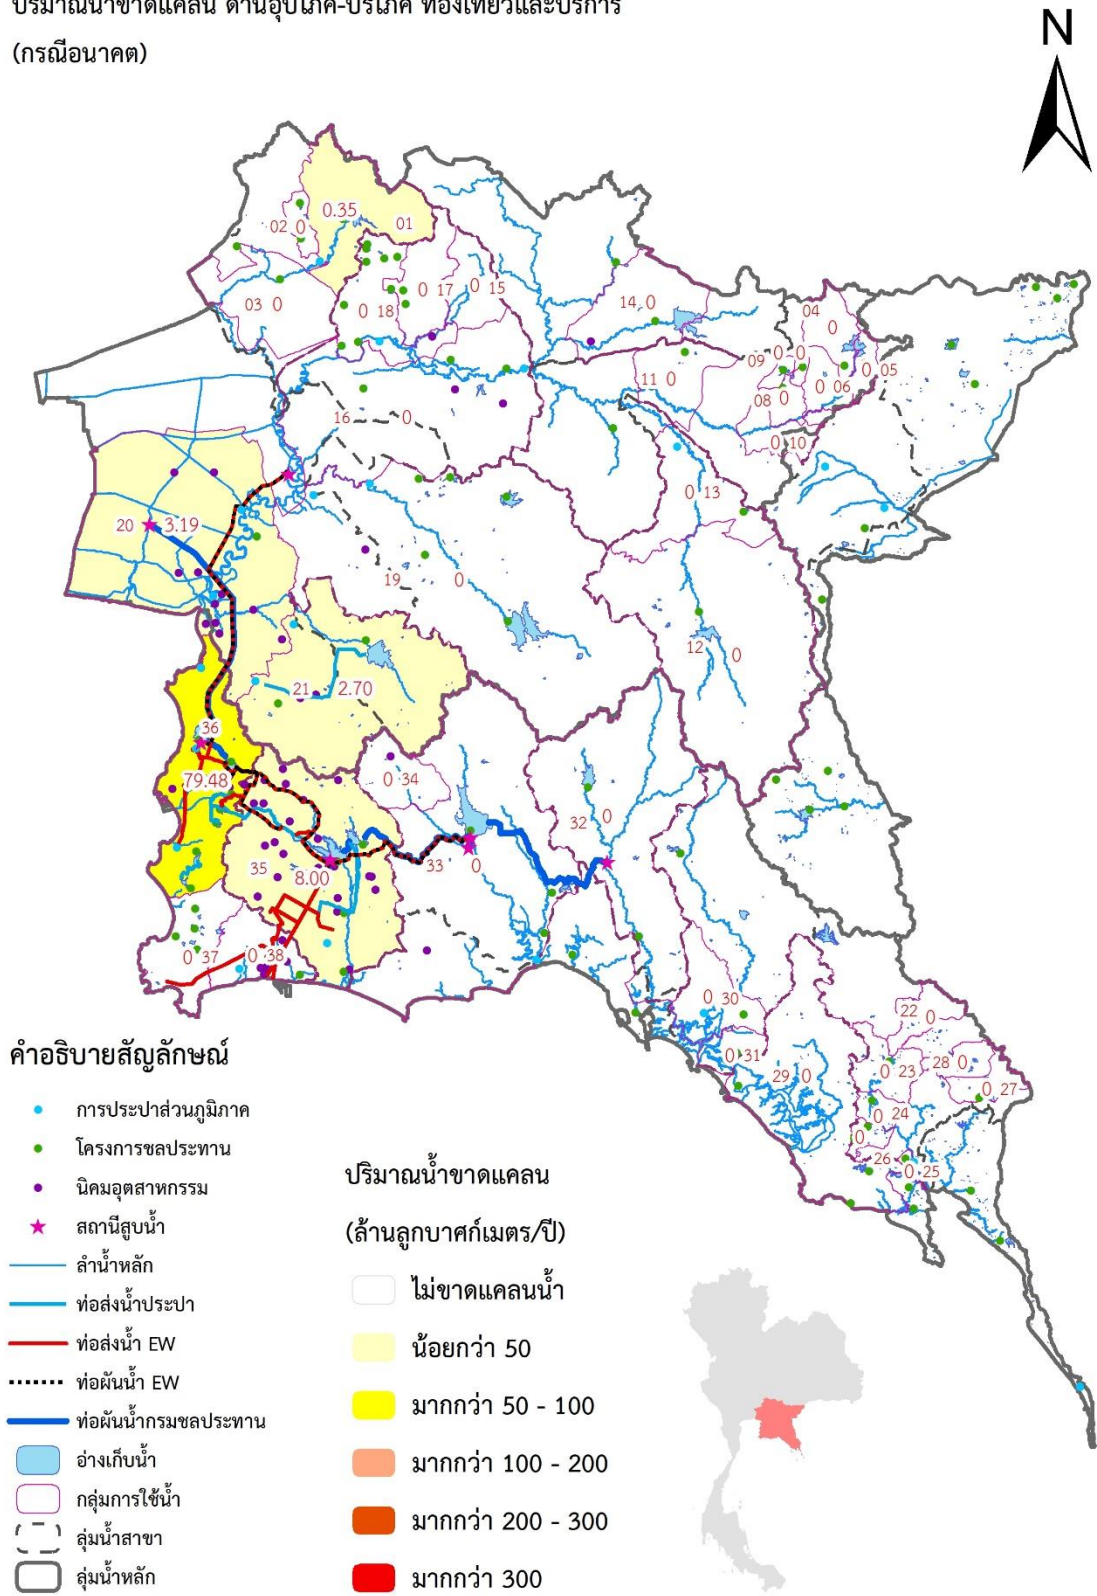 ปริมาณน้ำขาดแคลน ด้านอุปโภค-บริโภค ท่องเที่ยวและบริการ
(กรณีอนาคต)
N
0.35
01
02 0
03 0
0 17
0 15
0 18
14 0
04
0
09 0 0
0 05
0 06
08 0
11 0
0 10
16 0
0 13
20 3.19
19 0
12 0
21 2.70
36
79.48
0 34
32 0
33 0
35 8.00
0 37
0 38
0 30
22 0
0 31
29 0
0 23
28 0
0 27
0 24
0
26
0 25
คำอธิบายสัญลักษณ์
การประปาส่วนภูมิภาค
โครงการชลประทาน
นิคมอุตสาหกรรม
สถานีสูบน้ำ
ลำน้ำหลัก
ท่อส่งน้ำประปา
ท่อส่งน้ำ EW
ท่อผันน้ำ EW
ท่อผันน้ำกรมชลประทาน
อ่างเก็บน้ำ
กลุ่มการใช้น้ำ
ลุ่มน้ำสาขา
ลุ่มน้ำหลัก
ปริมาณน้ำขาดแคลน
(ล้านลูกบาศก์เมตร/ปี)
ไม่ขาดแคลนน้ำ
น้อยกว่า 50
มากกว่า 50 - 100
มากกว่า 100 - 200
มากกว่า 200 - 300
มากกว่า 300